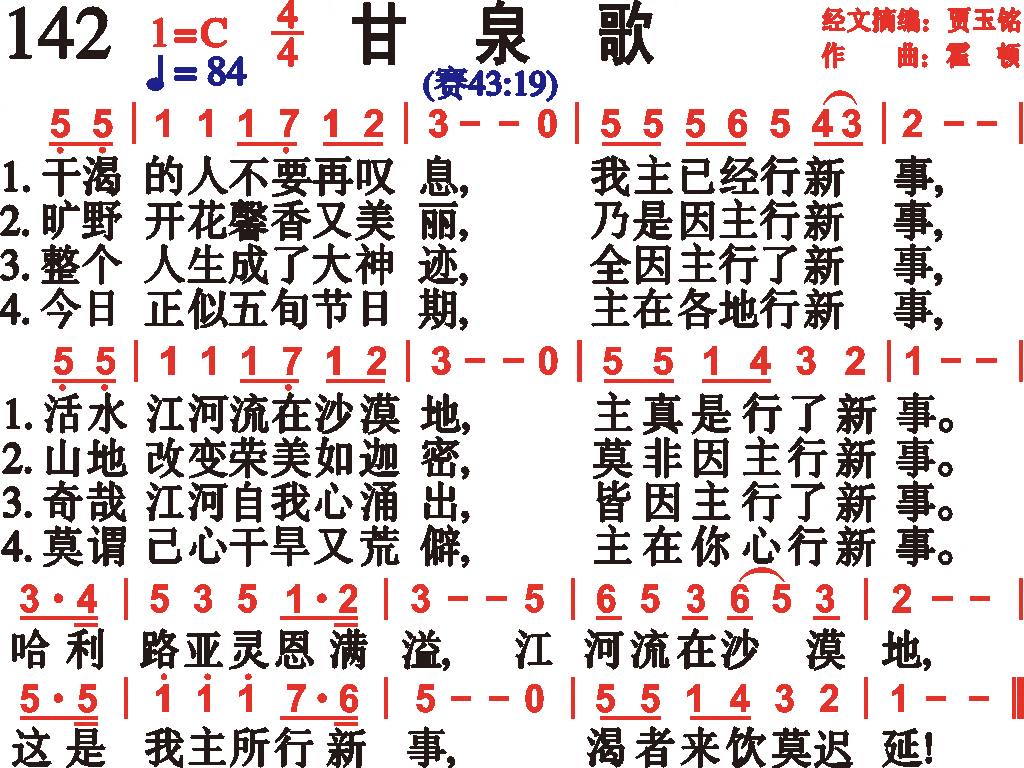 142 1=C 4/4 甘泉歌 经文摘编：贾玉铭
♩=84 (赛43:19) 作 曲：霍 顿
5 5 | 1 1 1 7 1 2 | 3 - - 0 | 5 5 5 6 5 4 3 | 2 - - |
1. 干渴 的人不要再叹 息， 我主已经行新 事，
2. 旷野 开花馨香又美 丽， 乃是因主行新 事，
3. 整个 人生成了大神 迹， 全因主行了新 事，
4. 今日 正似五旬节日 期， 主在各地行新 事，
5 5 | 1 1 1 7 1 2 | 3 - - 0 | 5 5 1 4 3 2 | 1 - - |
1. 活水 江河流在沙漠 地， 主真是行了新 事。
2. 山地 改变荣美如迦 密， 莫非因主行新 事。
3. 奇哉 江河自我心涌 出， 皆因主行了新 事。
4. 莫谓 己心干旱又荒 僻， 主在你心行新 事。
3·4 | 5 3 5 1·2 | 3 - - 5 | 6 5 3 6 5 3 | 2 - - |
哈利 路亚灵恩满 溢， 江 河流在沙 漠 地，
5·5 | 1 1 1 7·6 | 5 - - 0 | 5 5 1 4 3 2 | 1 - - ‖
这是 我主所行新 事， 渴者来饮莫迟 延!